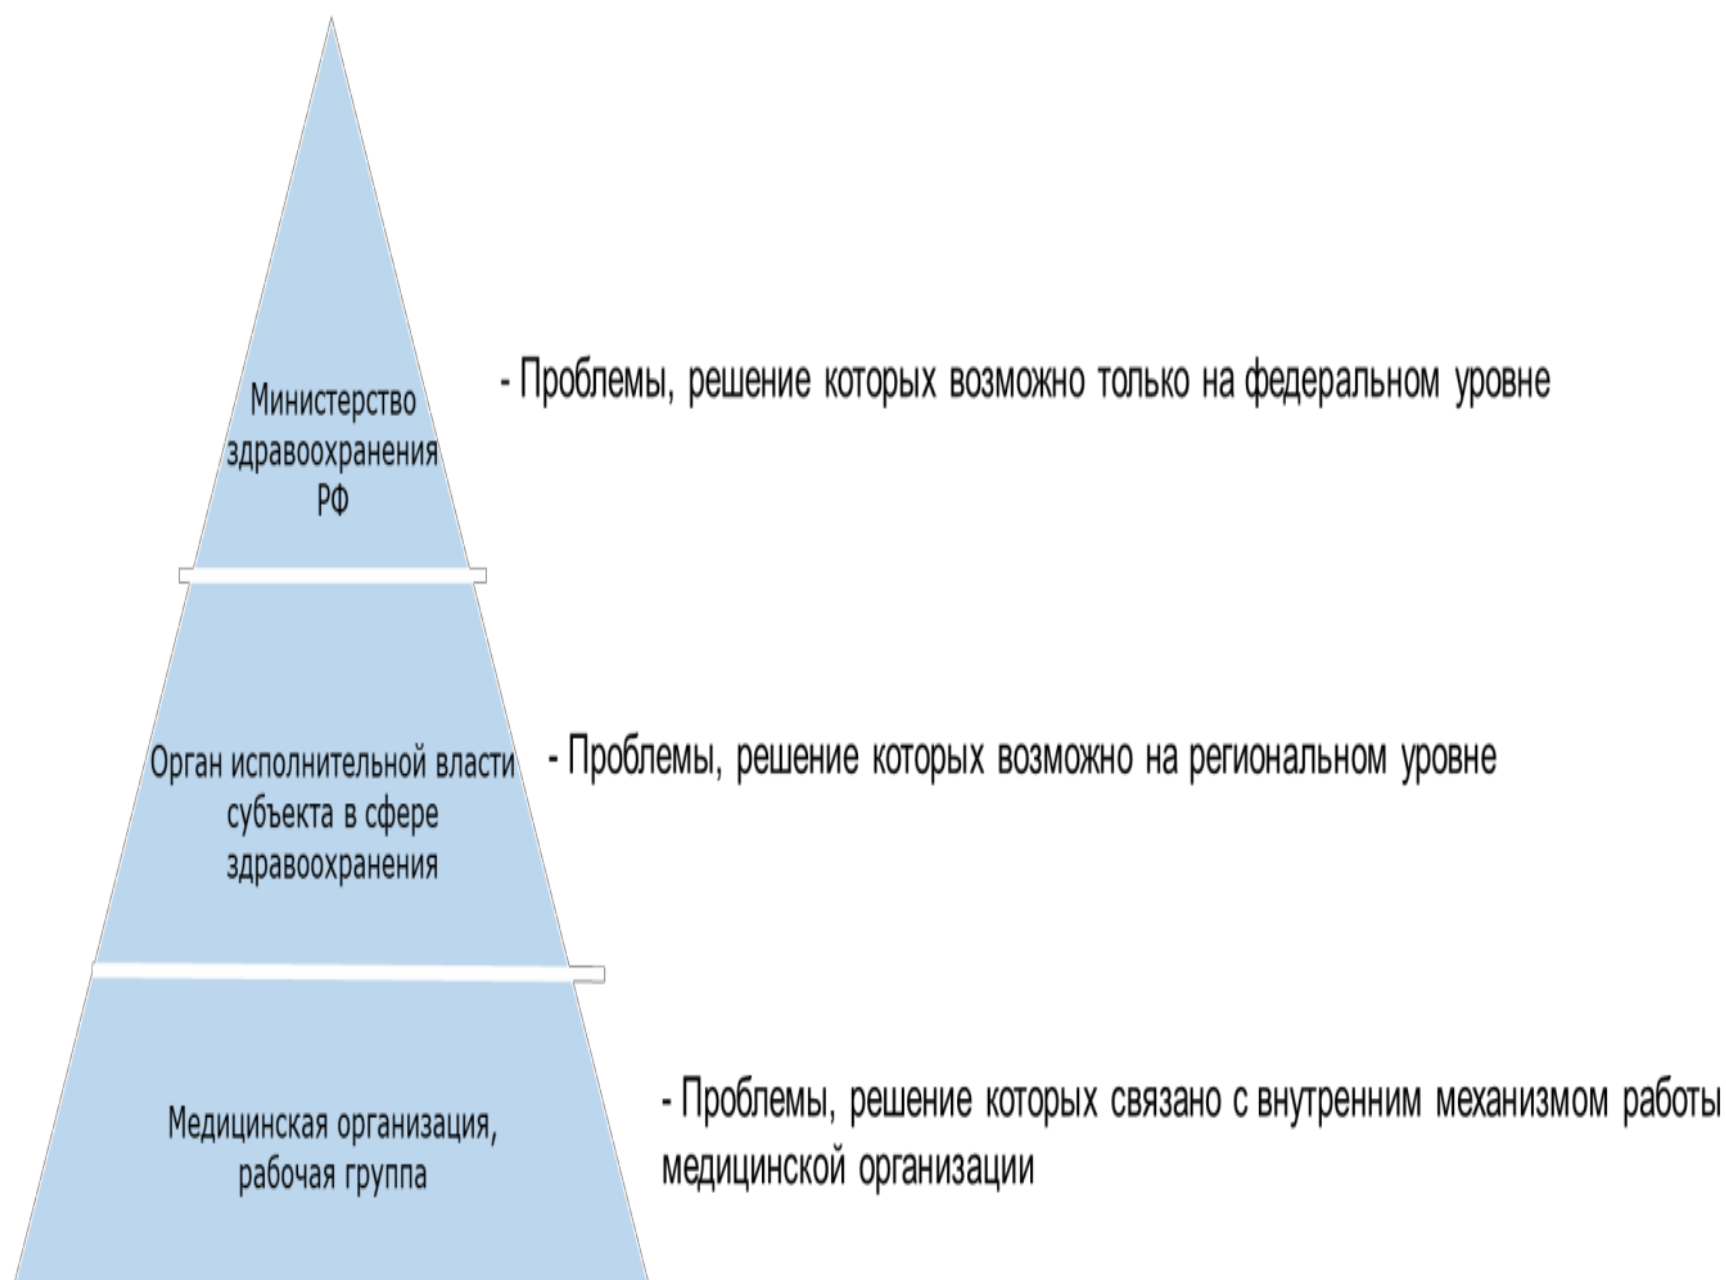 - Проблемы, решение которых возможно только на федеральном уровне
Министерство
здравоохранения
РФ
- Проблемы, решение которых возможно на региональном уровне
Орган исполнительной власти
субъекта в сфере
здравоохранения
- Проблемы, решение которых связано с внутренним механизмом работы
медицинской организации
Медицинская организация,
рабочая группа